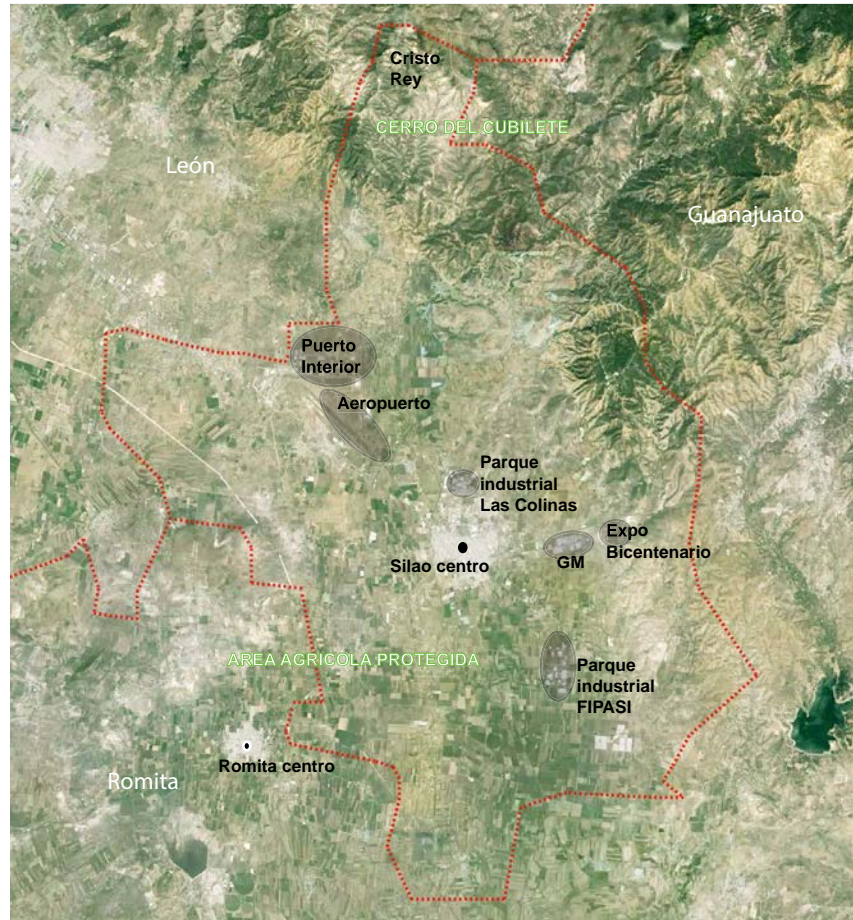 Cristo
Rey
CERRO DEL CUBILETE
León
Guanajuato
Puerto
Interior
Aeropuerto
Parque
industrial
Las Colinas
Expo
Bicentenario
GM
Silao centro
AREA AGRICOLA PROTEGIDA
Parque
industrial
FIPASI
Romita centro
Romita